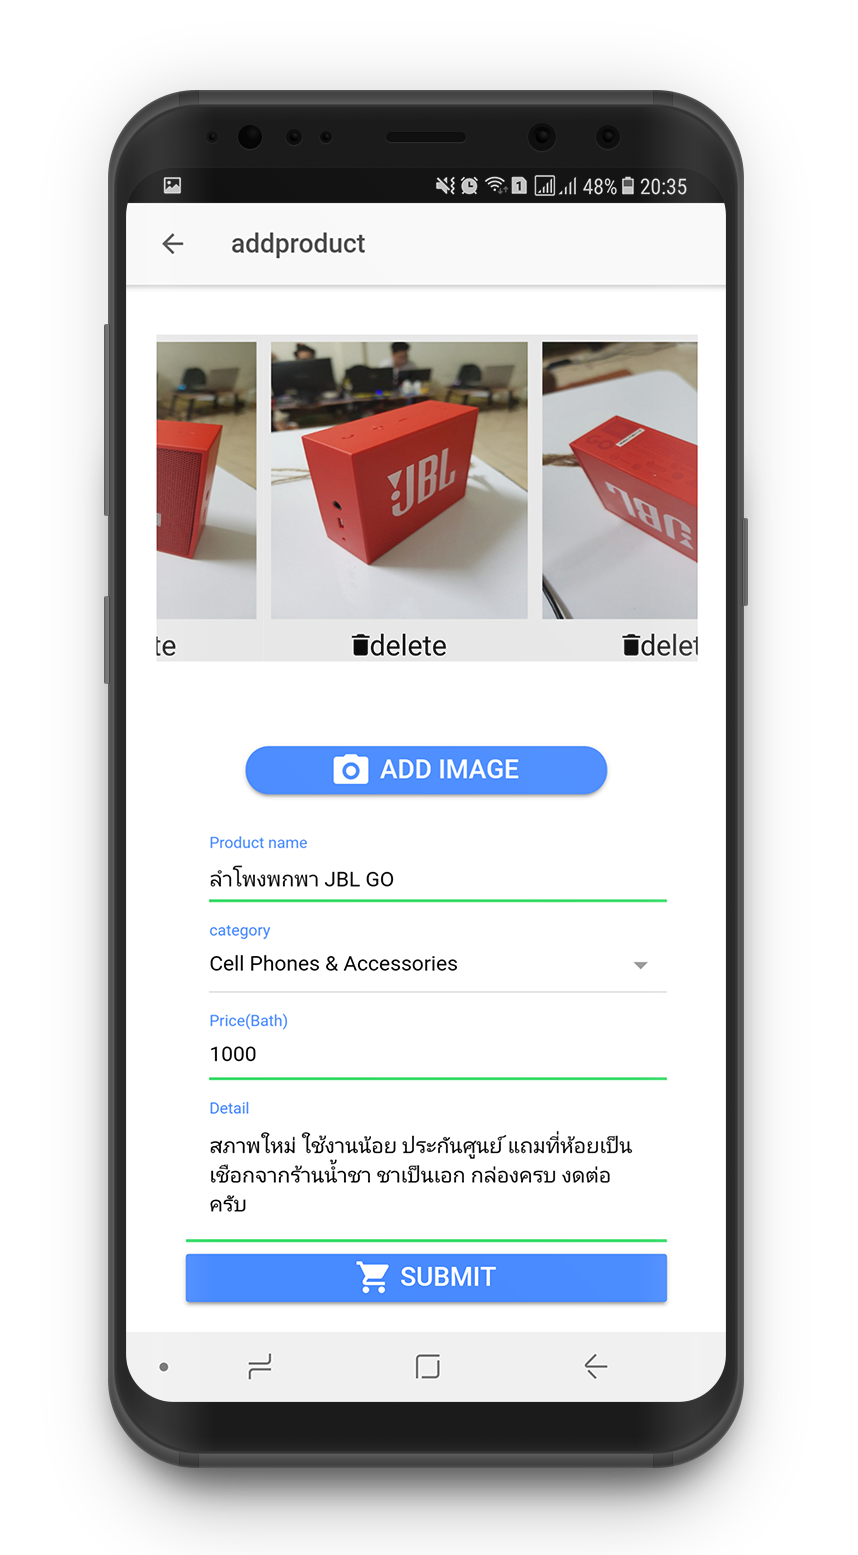 48% 20:35
addproduct
JBL
GO
JBL
te
delete
delet
ADD IMAGE
Product name
ลำโพงพกพา JBL GO
category
Cell Phones & Accessories
Price(Bath)
1000
Detail
สภาพใหม่ ใช้งานน้อย ประกันศูนย์ แถมที่ห้อยเป็น
เชือกจากร้านน้ำชา ชาเป็นเอก กล่องครบ งดต่อ
ครับ
SUBMIT